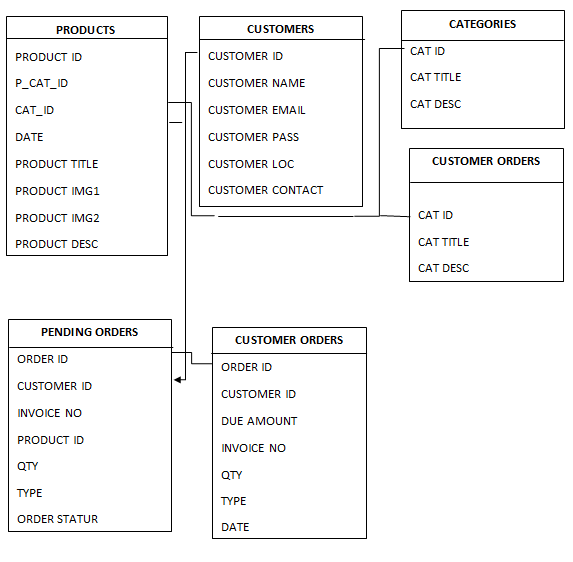 PRODUCTS
PRODUCT ID
P_CAT_ID
CAT_ID
DATE
PRODUCT TITLE
PRODUCT IMG1
PRODUCT IMG2
PRODUCT DESC
CUSTOMERS
CUSTOMER ID
CUSTOMER NAME
CUSTOMER EMAIL
CUSTOMER PASS
CUSTOMER LOC
CUSTOMER CONTACT
CATEGORIES
CAT ID
CAT TITLE
CAT DESC
CUSTOMER ORDERS
CAT ID
CAT TITLE
CAT DESC
PENDING ORDERS
ORDER ID
CUSTOMER ID
INVOICE NO
PRODUCT ID
QTY
TYPE
ORDER STATUR
CUSTOMER ORDERS
ORDER ID
CUSTOMER ID
DUE AMOUNT
INVOICE NO
QTY
TYPE
DATE